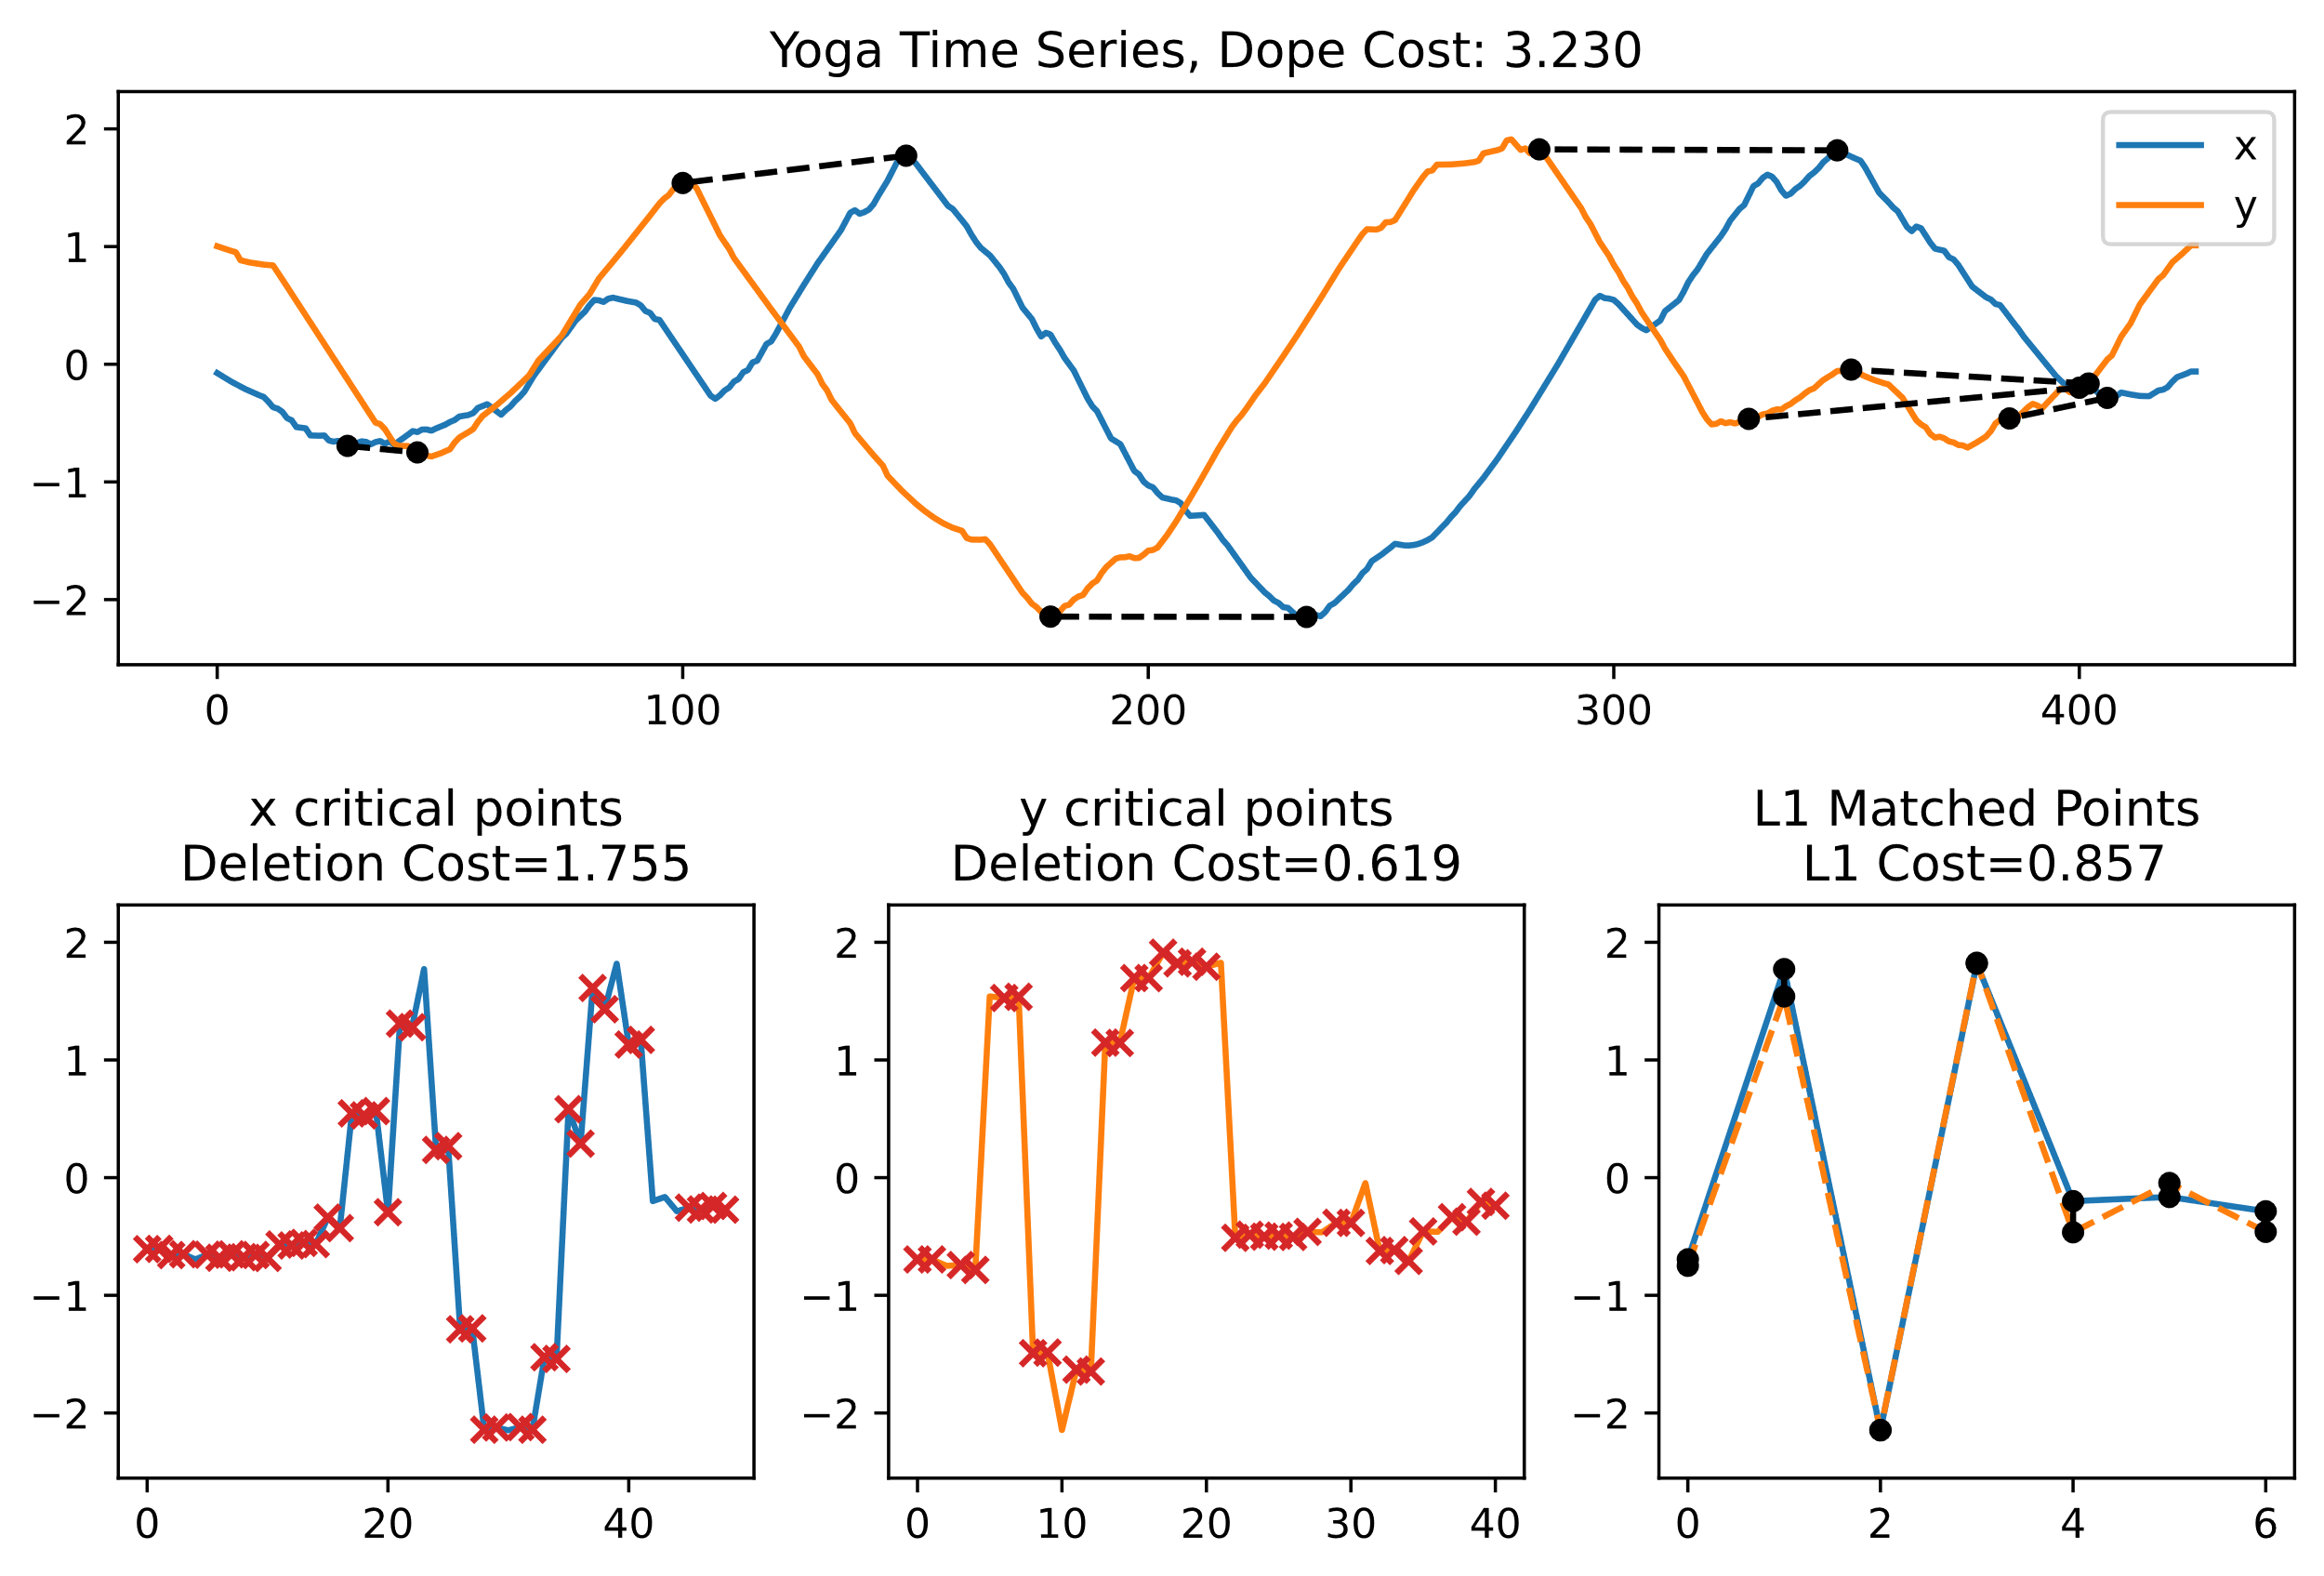 Yoga Time Series, Dope Cost: 3.230
2
1
0
−1
−2
x
y
0 100 200 300 400
x critical points
Deletion Cost=1.755
2
1
0
−1
−2
0 20 40
y critical points
Deletion Cost=0.619
2
1
0
−1
−2
0 10 20 30 40
L1 Matched Points
L1 Cost=0.857
2
1
0
−1
−2
0 2 4 6